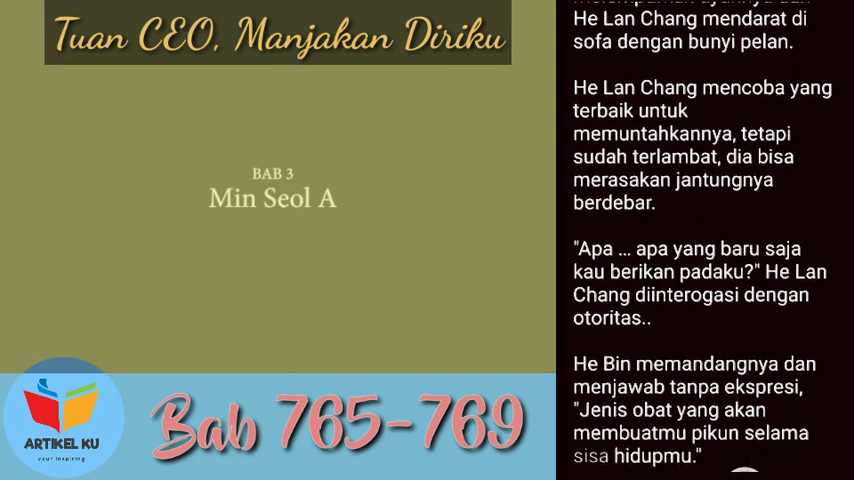 Tuan CEO, Manjakan Diriku
BAB 3
Min Seol A
ARTIKEL KU
your inspiring
Bab 765-769
He Lan Chang mendarat di
sofa dengan bunyi pelan.
He Lan Chang mencoba yang
terbaik untuk
memuntahkannya, tetapi
sudah terlambat, dia bisa
merasakan jantungnya
berdebar.
"Apa ... apa yang baru saja
kau berikan padaku?" He Lan
Chang diinterogasi dengan
otoritas..
He Bin memandangnya dan
menjawab tanpa ekspresi,
"Jenis obat yang akan
membuatmu pikun selama
sisa hidupmu."